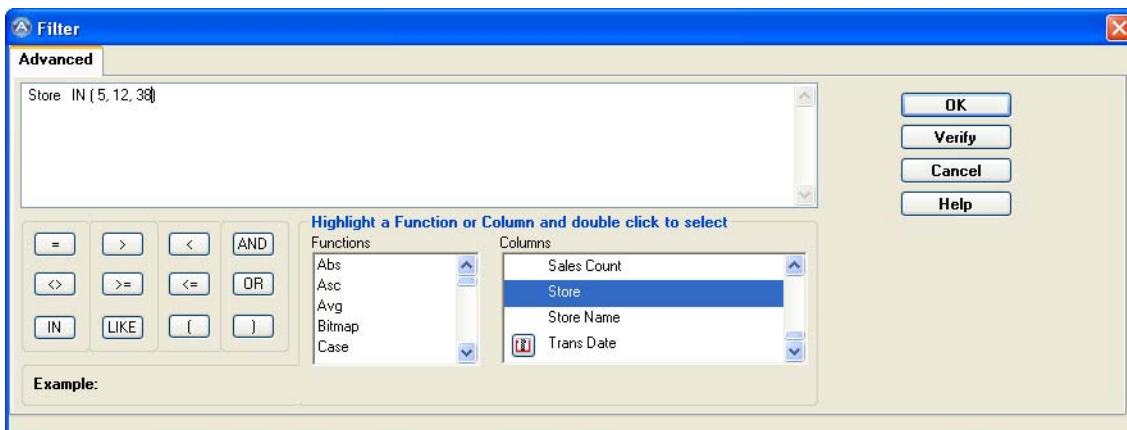 Filter
Advanced
Store IN ( 5, 12, 38)
OK
Verify
Cancel
Help
= > < AND
<> >= <= OR
IN LIKE ( )
Highlight a Function or Column and double click to select
Functions
Abs
Asc
Avg
Bitmap
Case
Columns
Sales Count
Store
Store Name
Trans Date
Example: